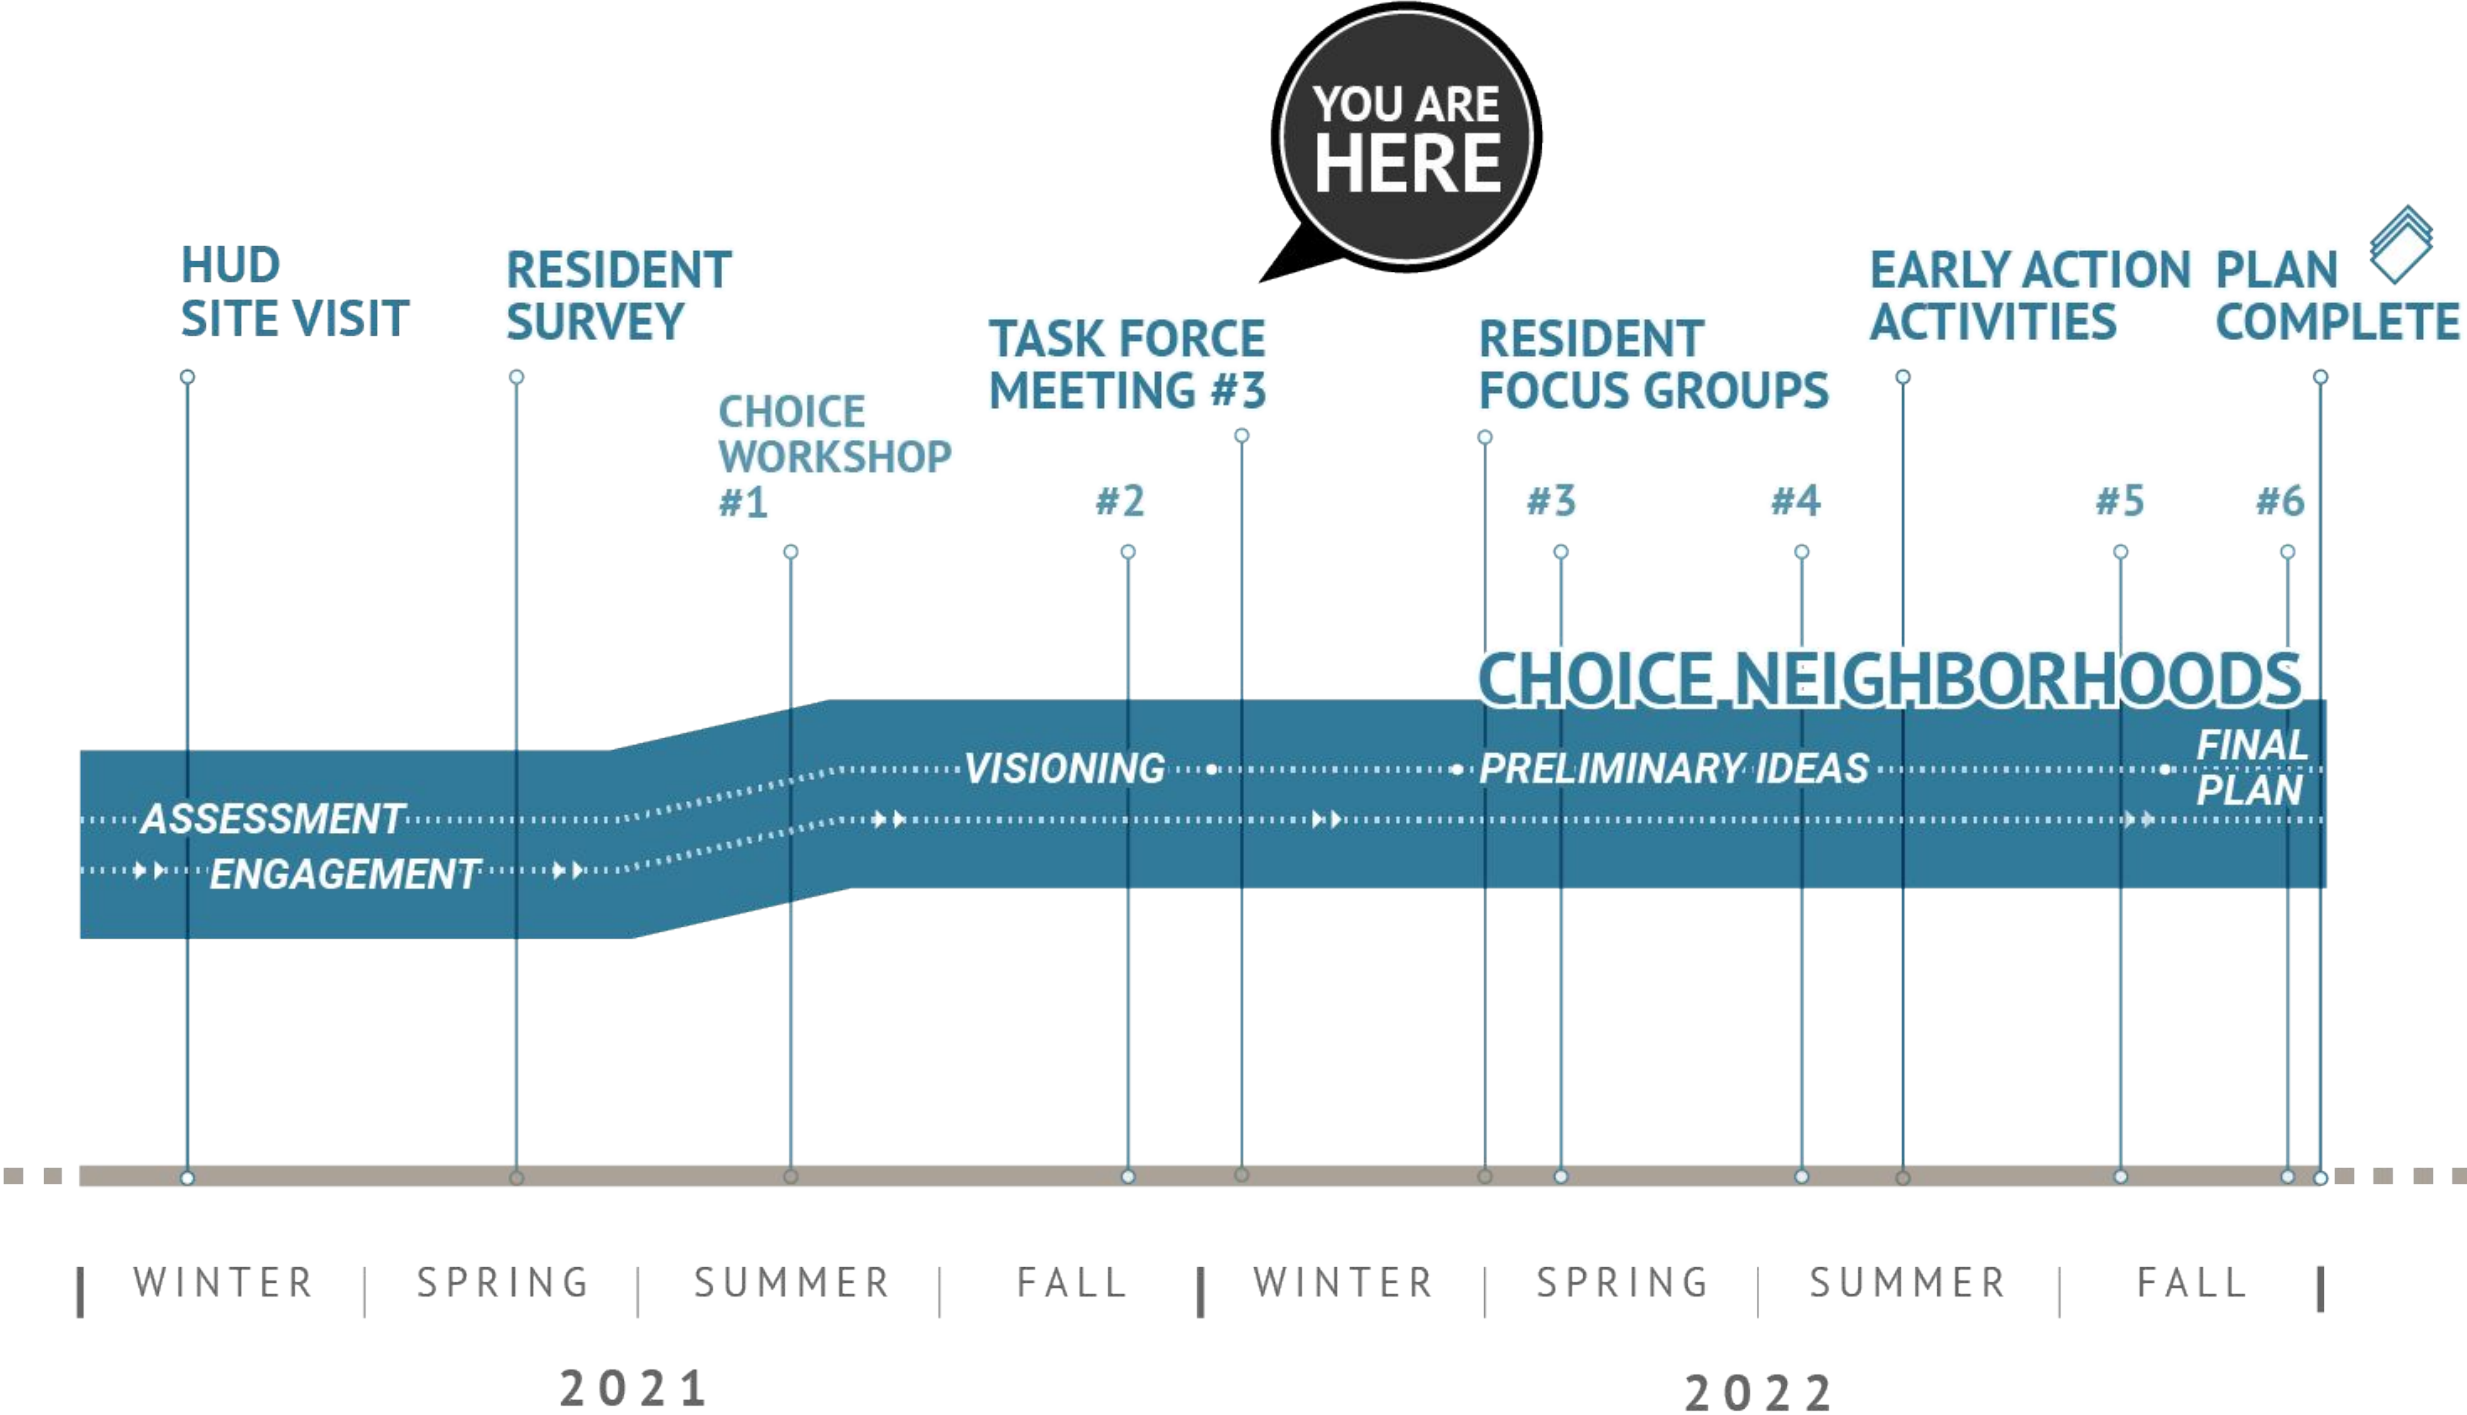 YOU ARE
HERE
HUD
SITE VISIT
RESIDENT
SURVEY
CHOICE
WORKSHOP
#1
#2
TASK FORCE
MEETING #3
RESIDENT
FOCUS GROUPS
#3
#4
EARLY ACTION
ACTIVITIES
PLAN
COMPLETE
#5
#6
CHOICE NEIGHBORHOODS
ASSESSMENT
ENGAGEMENT
VISIONING
PRELIMINARY IDEAS
FINAL
PLAN
WINTER
SPRING
SUMMER
FALL
WINTER
SPRING
SUMMER
FALL
2021
2022